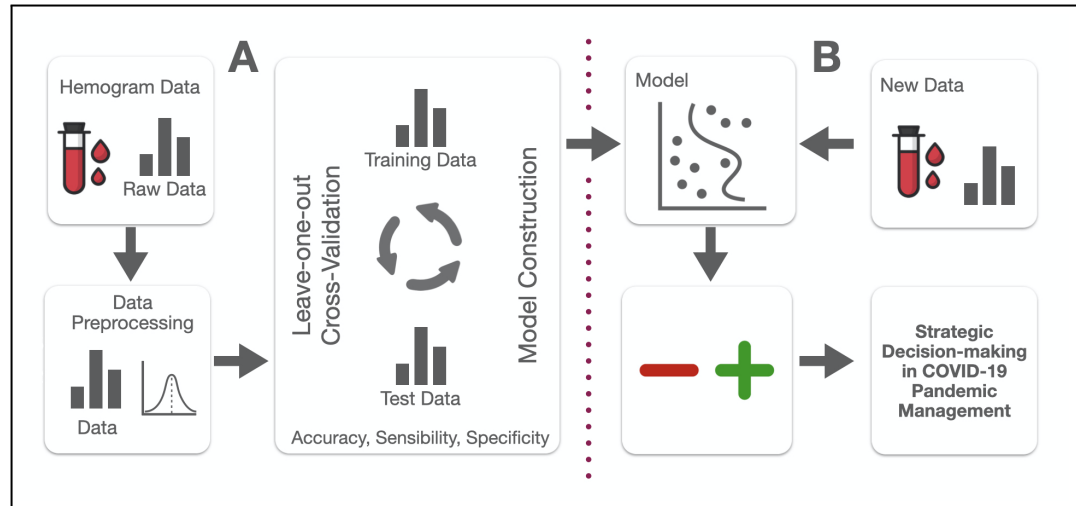 A
Hemogram Data
Raw Data
Data
Preprocessing
Data
Leave-one-out
Cross-Validation
Training Data
Test Data
Model Construction
Accuracy, Sensibility, Specificity
B
Model
New Data
Strategic
Decision-making
in COVID-19
Pandemic
Management